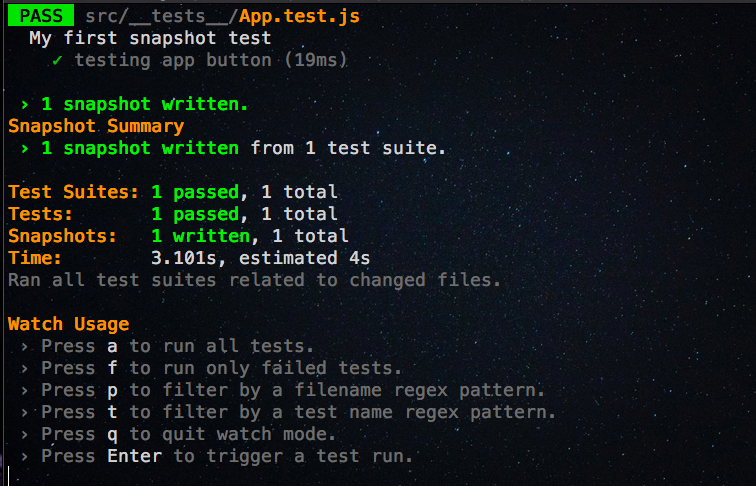 PASS src/__tests__/App.test.js
My first snapshot test
✓ testing app button (19ms)
› 1 snapshot written.
Snapshot Summary
› 1 snapshot written from 1 test suite.
Test Suites: 1 passed, 1 total
Tests: 1 passed, 1 total
Snapshots: 1 written, 1 total
Time: 3.101s, estimated 4s
Ran all test suites related to changed files.
Watch Usage
› Press a to run all tests.
› Press f to run only failed tests.
› Press p to filter by a filename regex pattern.
› Press t to filter by a test name regex pattern.
› Press q to quit watch mode.
› Press Enter to trigger a test run.